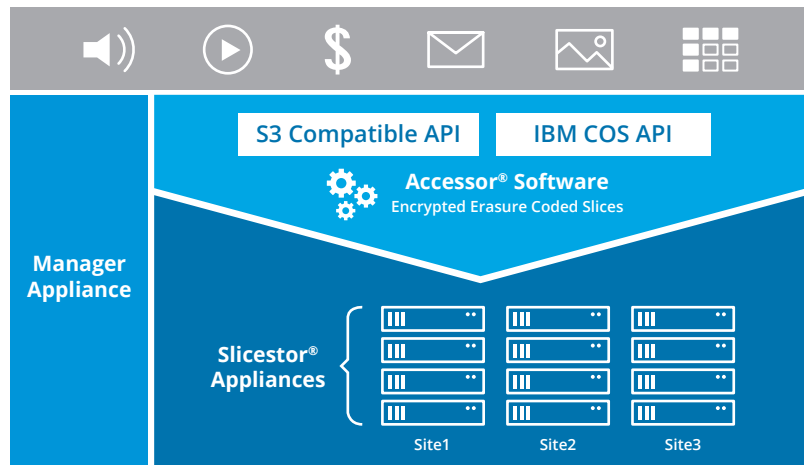 S3 Compatible API
IBM COS API
Accessor® Software
Encrypted Erasure Coded Slices
Manager
Appliance
Slicestor®
Appliances
Site1
Site2
Site3